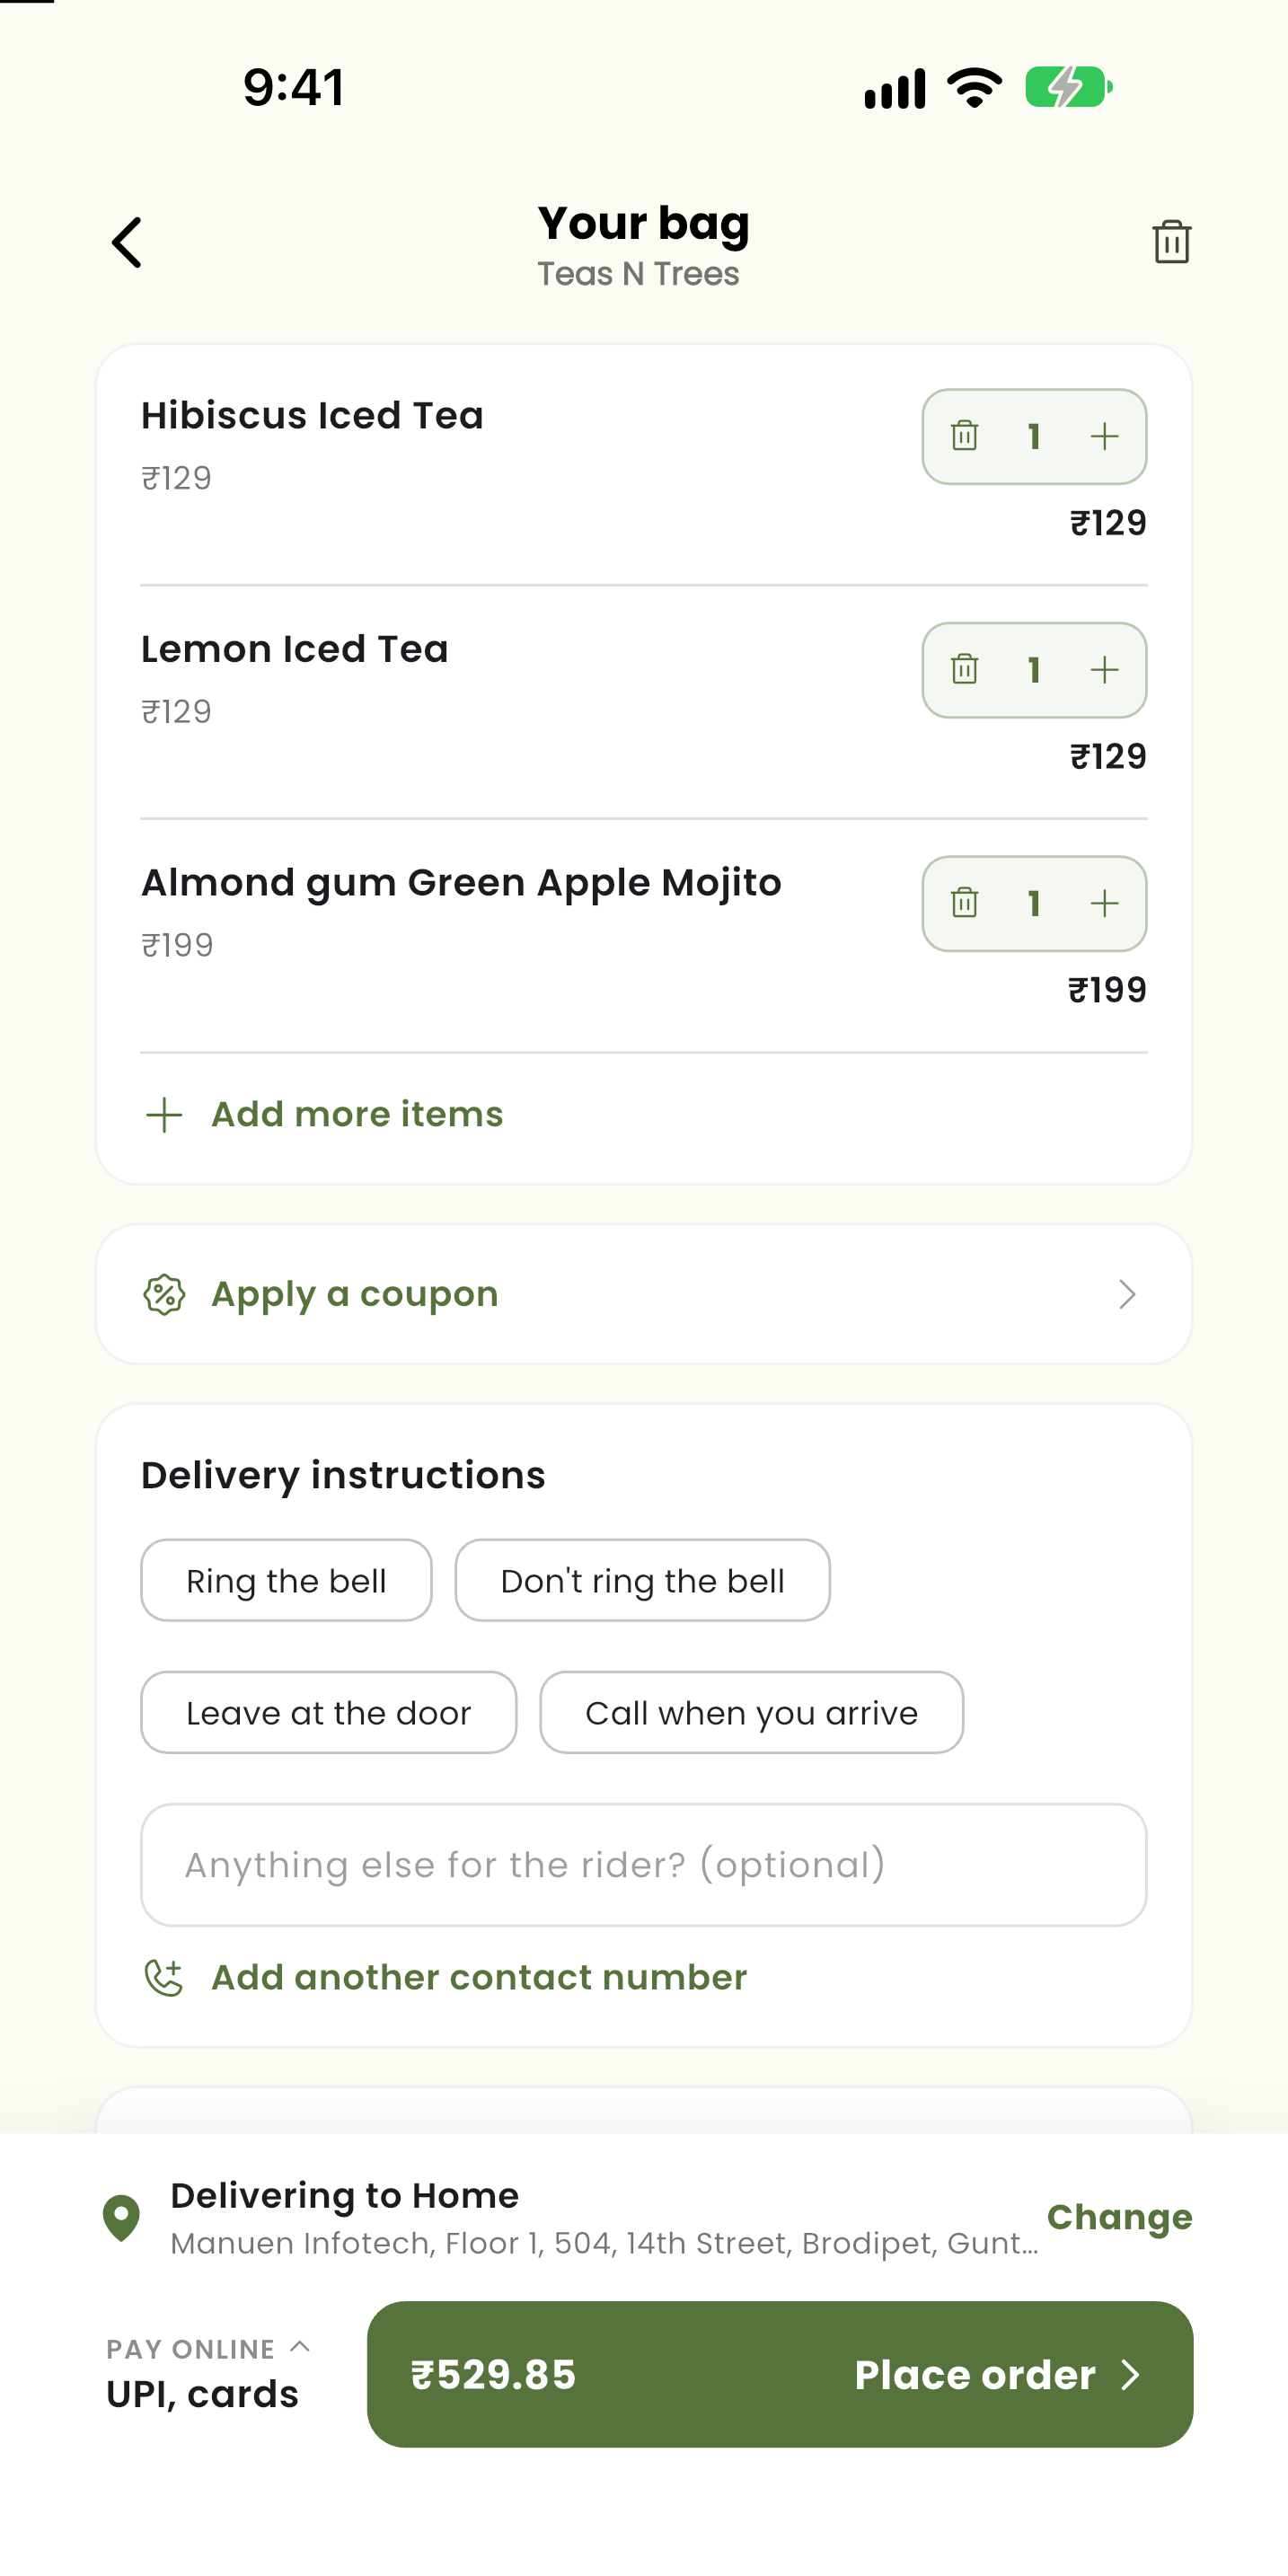 9:41
Your bag
Teas N Trees
Hibiscus Iced Tea
1
₹129
₹129
Lemon Iced Tea
1
₹129
₹129
Almond gum Green Apple Mojito
1
₹199
₹199
Add more items
Apply a coupon
Delivery instructions
Ring the bell
Don't ring the bell
Leave at the door
Call when you arrive
Anything else for the rider? (optional)
Add another contact number
Delivering to Home
Manuen Infotech, Floor 1, 504, 14th Street, Brodipet, Gunt...
Change
PAY ONLINE
UPI, cards
₹529.85
Place order